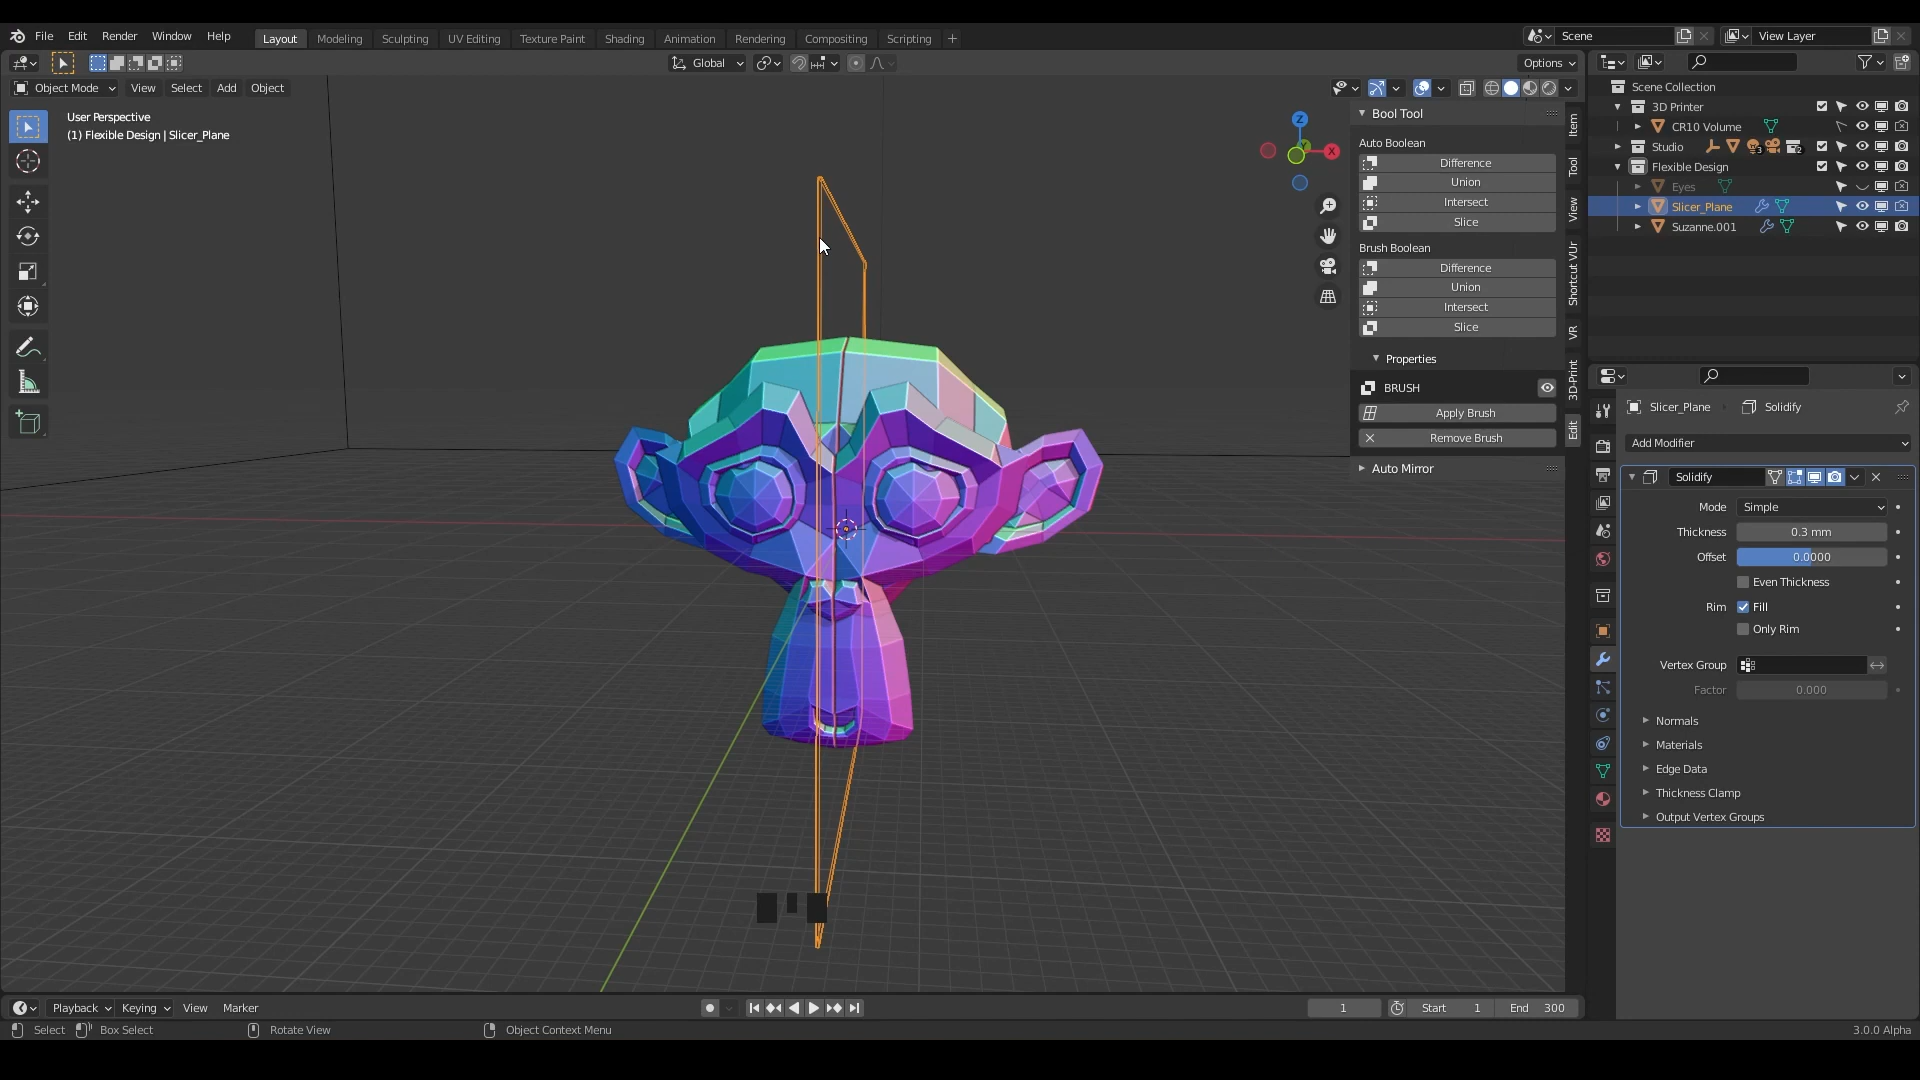 File Edit Render Window Help Layout Modeling Sculpting UV Editing Texture Paint Shading Animation Rendering Compositing Scripting + Scene View Layer
Global Options
Object Mode View Select Add Object
User Perspective
(1) Flexible Design | Slicer_Plane
Z
Y
X
Bool Tool
Auto Boolean
Difference
Union
Intersect
Slice
Brush Boolean
Difference
Union
Intersect
Slice
Properties
BRUSH
Apply Brush
Remove Brush
Auto Mirror
Item
Tool
View
Shortcut VUr
VR
3D-Print
Edit
Scene Collection
3D Printer
CR10 Volume
Studio 3 2
Flexible Design
Eyes
Slicer_Plane
Suzanne.001
Slicer_Plane Solidify
Add Modifier
Solidify
Mode Simple
Thickness 0.3 mm
Offset 0.0000
Even Thickness
Rim Fill
Only Rim
Vertex Group
Factor 0.000
Normals
Materials
Edge Data
Thickness Clamp
Output Vertex Groups
Playback Keying View Marker 1 Start 1 End 300
Select Box Select Rotate View Object Context Menu 3.0.0 Alpha